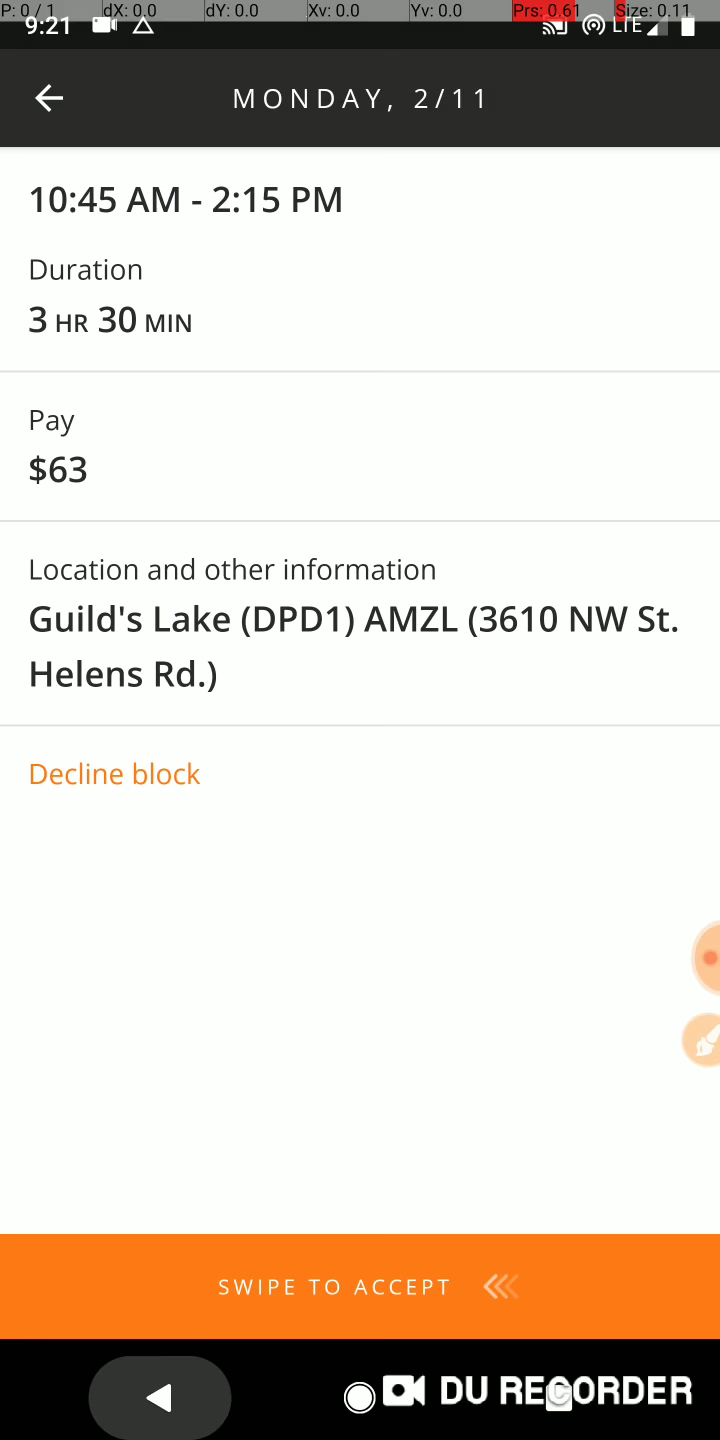 P: 0 / 1 dX: 0.0 dY: 0.0 Xv: 0.0 Yv: 0.0 Prs: 0.61 Size: 0.11
9:21 LTE
MONDAY, 2/11
10:45 AM - 2:15 PM
Duration
3 HR 30 MIN
Pay
$63
Location and other information
Guild's Lake (DPD1) AMZL (3610 NW St.
Helens Rd.)
Decline block
SWIPE TO ACCEPT
DU RECORDER